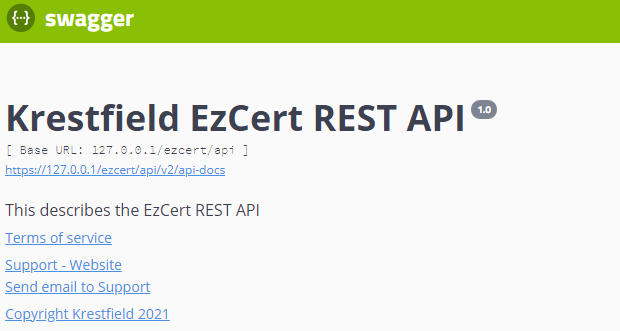 {··}
swagger
Krestfield EzCert REST API 1.0
[ Base URL: 127.0.0.1/ezcert/api ]
https://127.0.0.1/ezcert/api/v2/api-docs
This describes the EzCert REST API
Terms of service
Support - Website
Send email to Support
Copyright Krestfield 2021